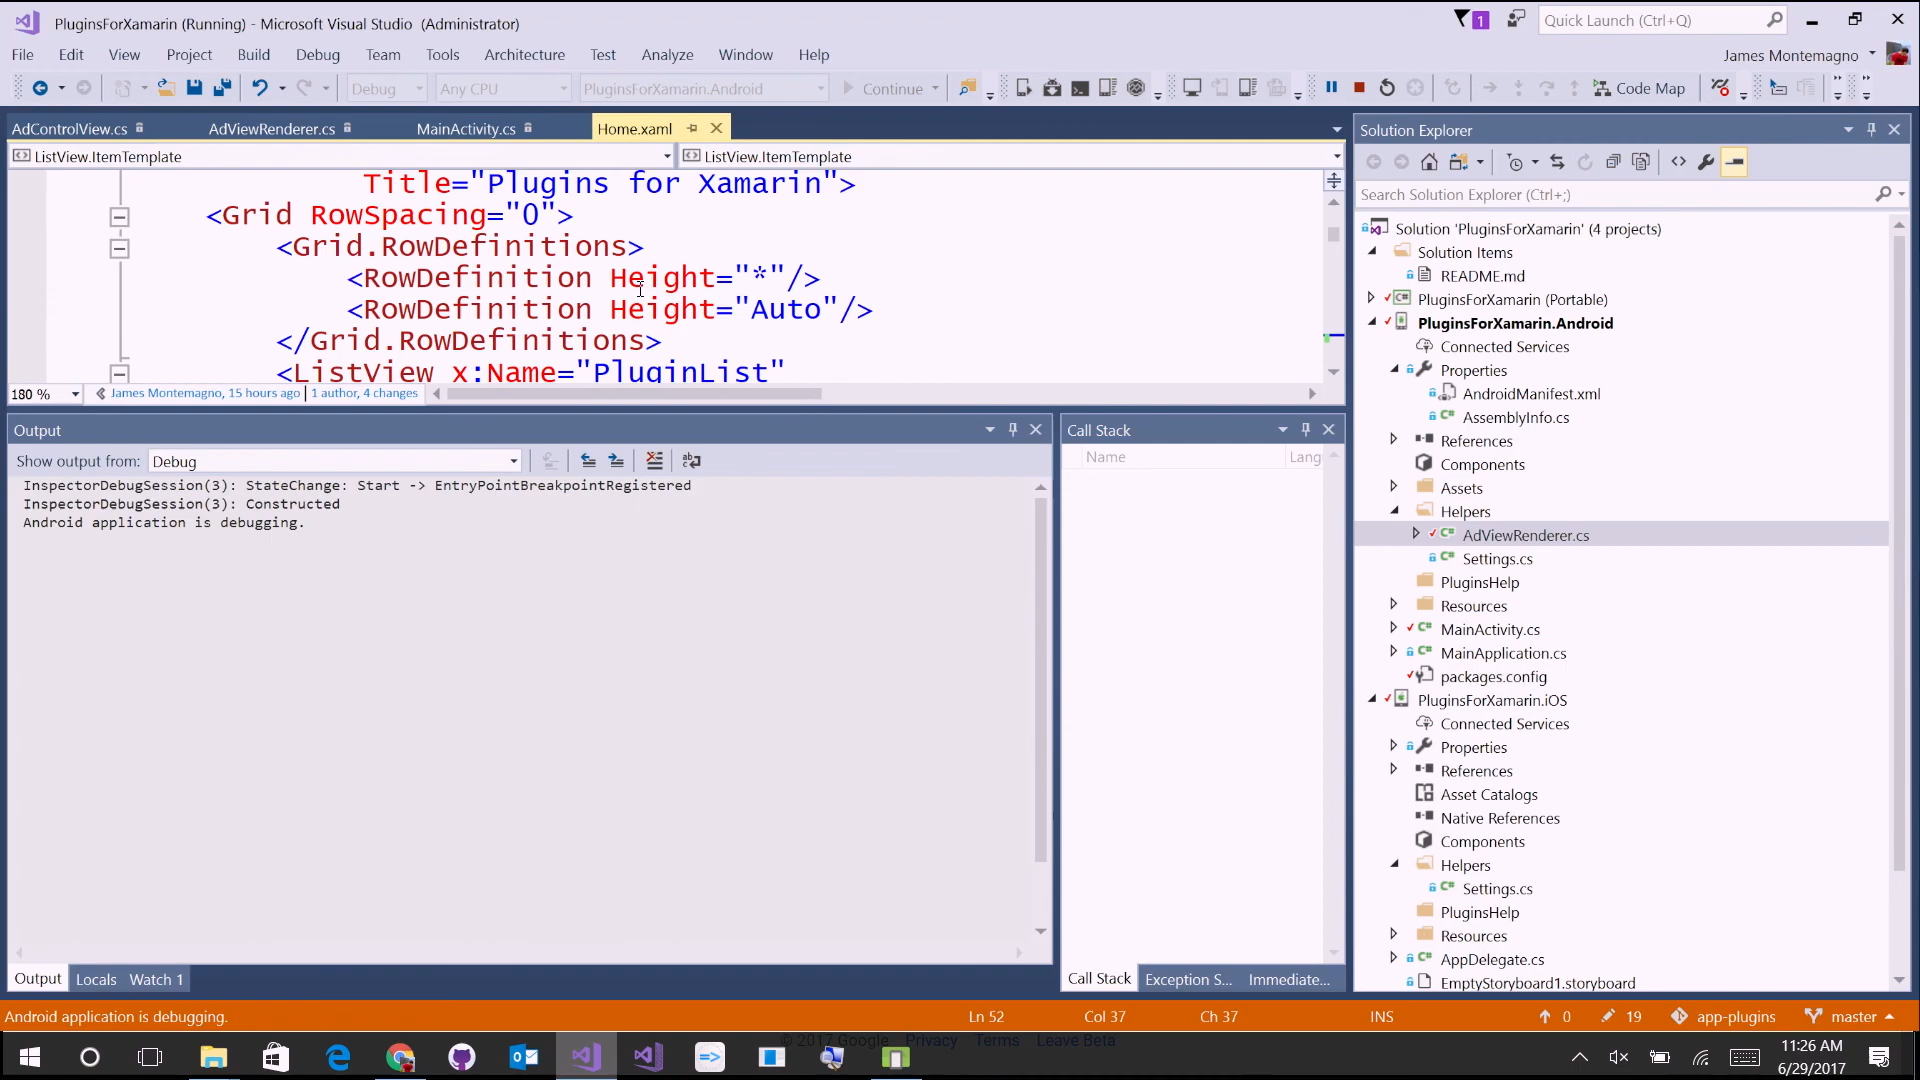 PluginsForXamarin (Running) - Microsoft Visual Studio (Administrator)
1
Quick Launch (Ctrl+Q)
File Edit View Project Build Debug Team Tools Architecture Test Analyze Window Help
James Montemagno
Debug Any CPU PluginsForXamarin.Android Continue Code Map
AdControlView.cs AdViewRenderer.cs MainActivity.cs Home.xaml
ListView.ItemTemplate ListView.ItemTemplate
Title="Plugins for Xamarin">
<Grid RowSpacing="0">
<Grid.RowDefinitions>
<RowDefinition Height="*"/>
<RowDefinition Height="Auto"/>
</Grid.RowDefinitions>
<ListView x:Name="PluginList"
180 % James Montemagno, 15 hours ago | 1 author, 4 changes
Output
Show output from: Debug
InspectorDebugSession(3): StateChange: Start -> EntryPointBreakpointRegistered
InspectorDebugSession(3): Constructed
Android application is debugging.
Output Locals Watch 1
Call Stack
Name Lang
Call Stack Exception S... Immediate...
Solution Explorer
Search Solution Explorer (Ctrl+;)
Solution 'PluginsForXamarin' (4 projects)
Solution Items
README.md
PluginsForXamarin (Portable)
PluginsForXamarin.Android
Connected Services
Properties
AndroidManifest.xml
AssemblyInfo.cs
References
Components
Assets
Helpers
AdViewRenderer.cs
Settings.cs
PluginsHelp
Resources
MainActivity.cs
MainApplication.cs
packages.config
PluginsForXamarin.iOS
Connected Services
Properties
References
Asset Catalogs
Native References
Components
Helpers
Settings.cs
PluginsHelp
Resources
AppDelegate.cs
EmptyStoryboard1.storyboard
Android application is debugging. Ln 52 Col 37 Ch 37 INS 0 19 app-plugins master
© 2017 Google Privacy Terms Leave Beta
11:26 AM
6/29/2017